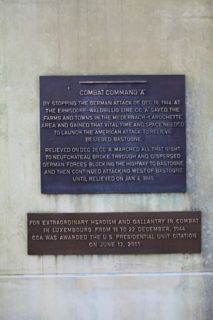 COMBAT COMMAND "A"
BY STOPPING THE GERMAN ATTACK OF DEC. 16, 1944, AT
THE ERMSDORF-WALDBILLIG LINE, CC "A" SAVED THE
FARMS AND TOWNS IN THE MEDERNACH-LAROCHETTE
AREA AND GAINED THAT VITAL TIME AND SPACE NEEDED
TO LAUNCH THE AMERICAN ATTACK TO RELIEVE
BESIEGED BASTOGNE.
RELIEVED ON DEC. 26 CC "A" MARCHED ALL THAT NIGHT
TO NEUFCHATEAU, BROKE THROUGH AND DISPERSED
GERMAN FORCES BLOCKING THE HIGHWAY TO BASTOGNE
AND THEN CONTINUED ATTACKING WEST OF BASTOGNE
UNTIL RELIEVED ON JAN. 4, 1945.
FOR EXTRAORDINARY HEROISM AND GALLANTRY IN COMBAT
IN LUXEMBOURG FROM 16 TO 22 DECEMBER, 1944
CCA WAS AWARDED THE U.S. PRESIDENTIAL UNIT CITATION
ON JUNE 12,